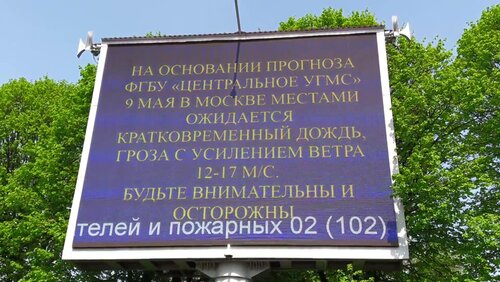 НА ОСНОВАНИИ ПРОГНОЗА
ФГБУ «ЦЕНТРАЛЬНОЕ УГМС»
9 МАЯ В МОСКВЕ МЕСТАМИ
ОЖИДАЕТСЯ
КРАТКОВРЕМЕННЫЙ ДОЖДЬ,
ГРОЗА С УСИЛЕНИЕМ ВЕТРА
12-17 М/С.
БУДЬТЕ ВНИМАТЕЛЬНЫ И
ОСТОРОЖНЫ
телей и пожарных 02 (102)